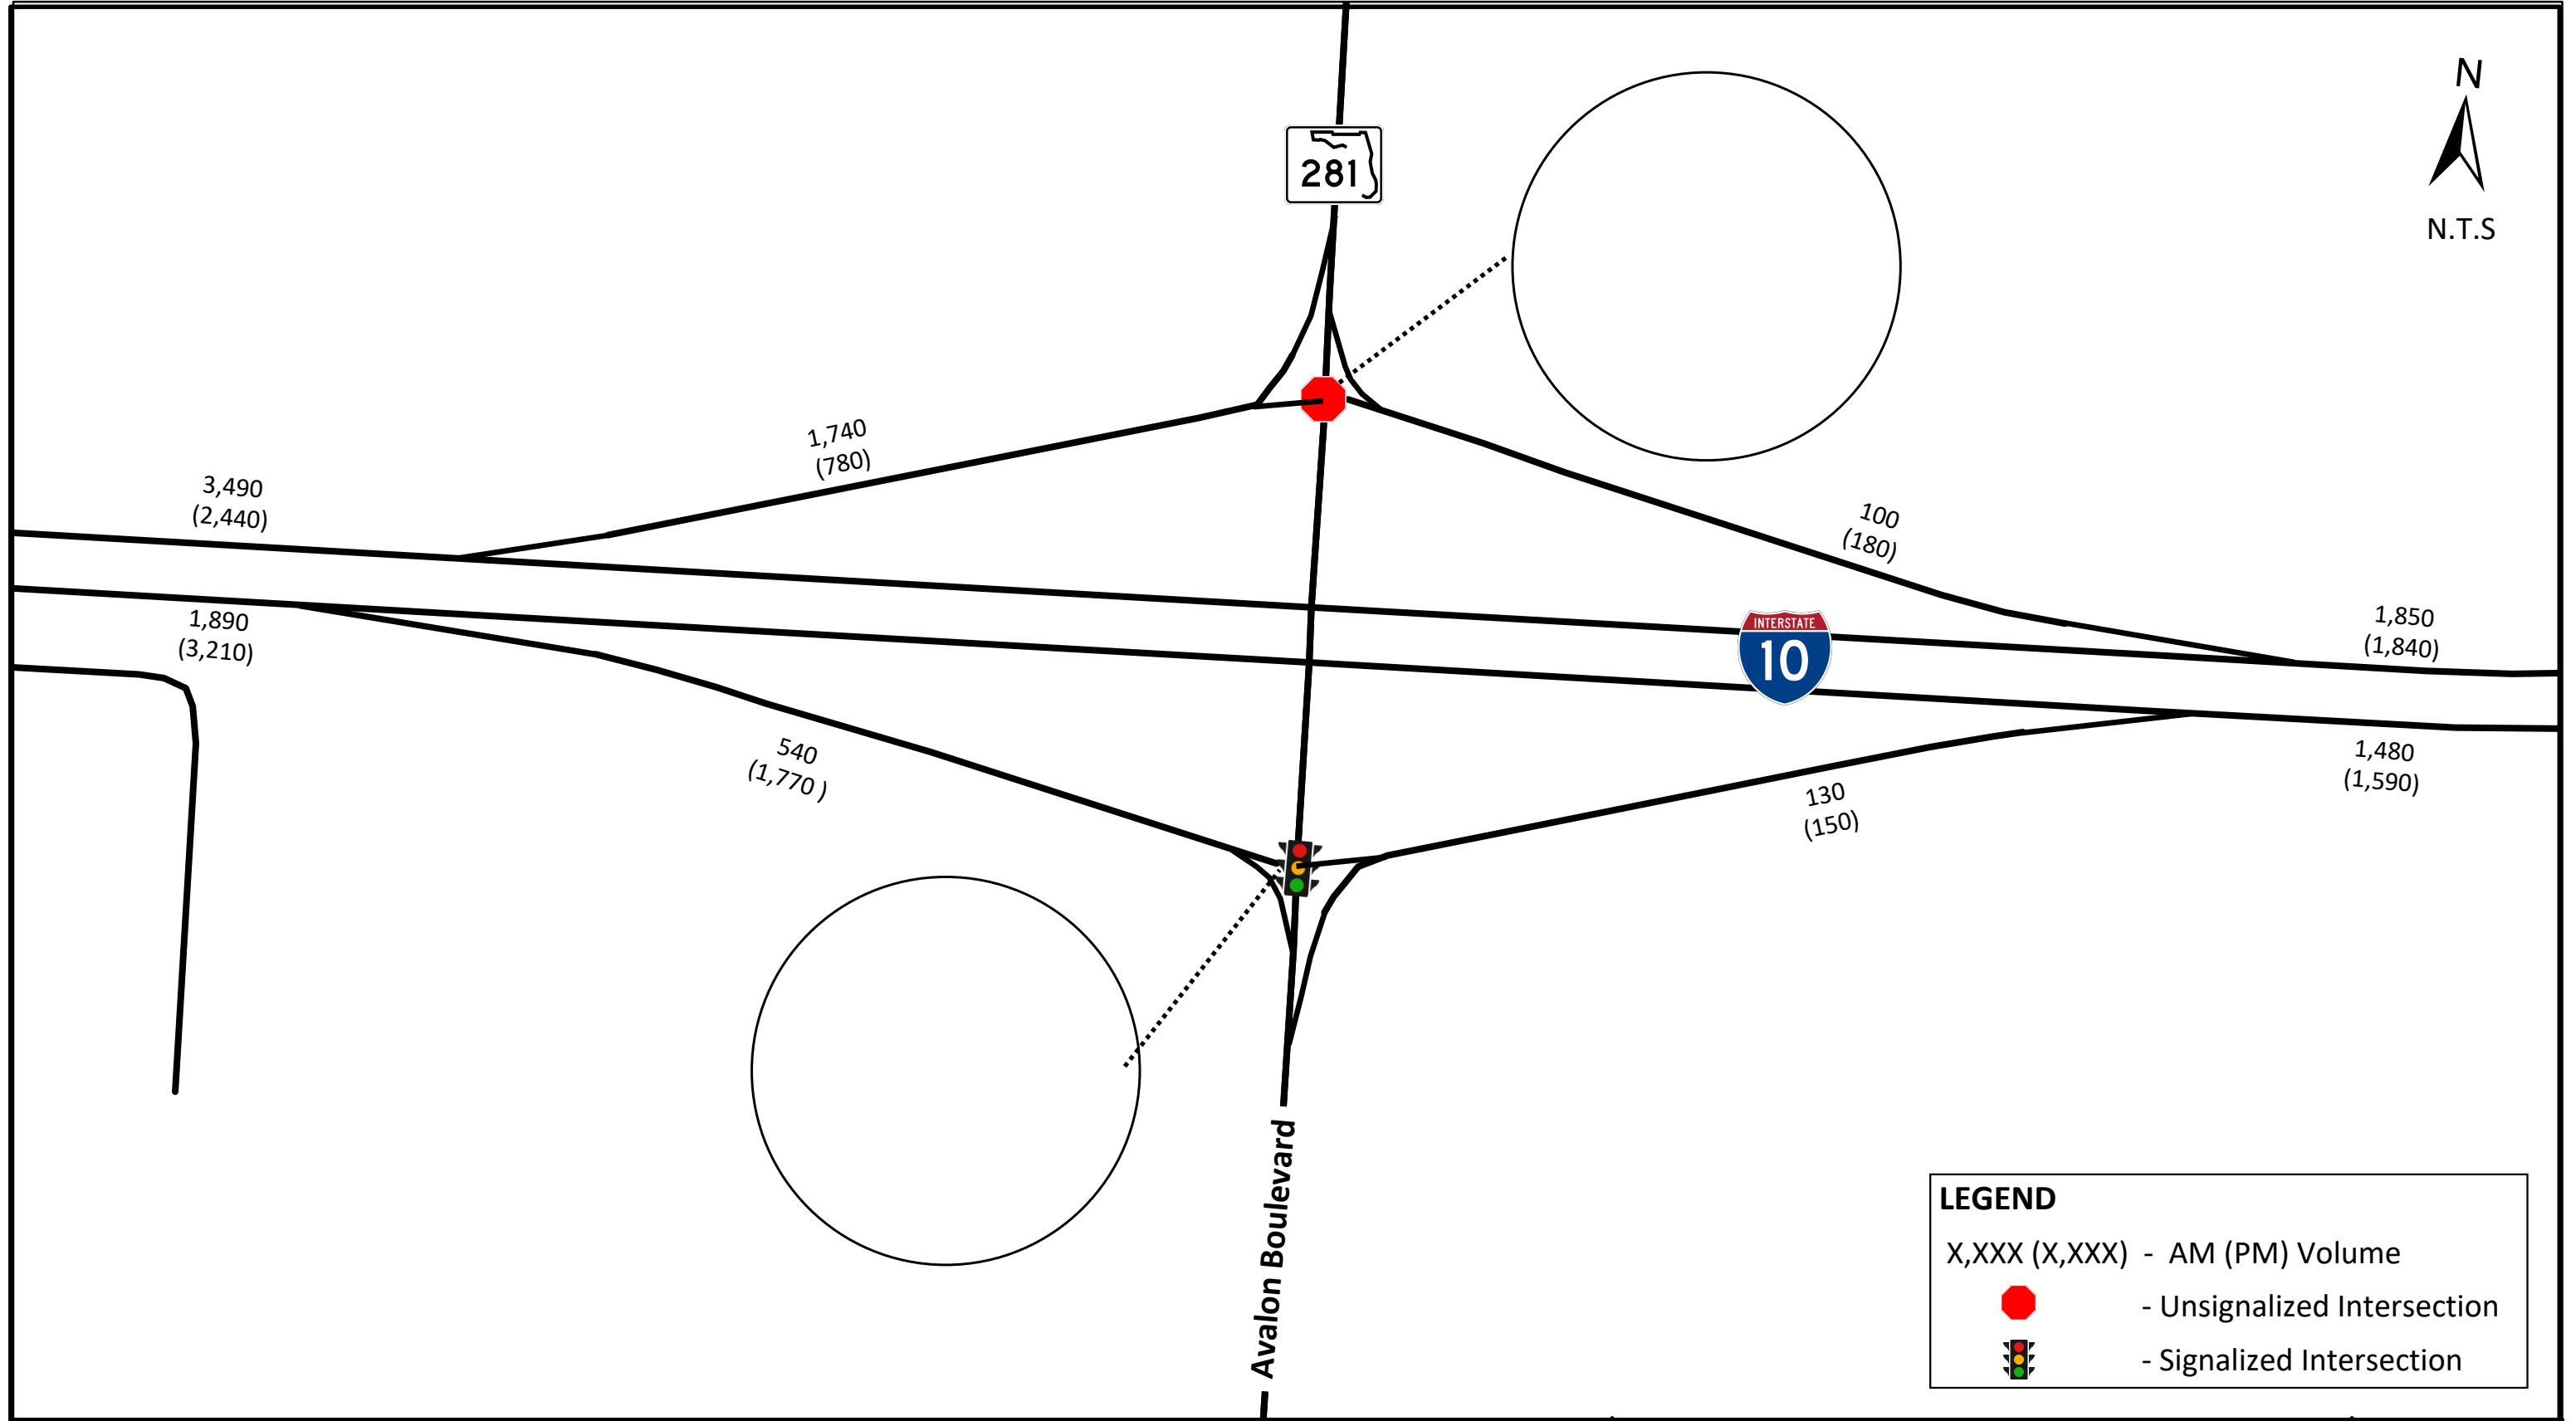 N
N.T.S
281
1,740
(780)
3,490
(2,440)
100
(180)
1,890
(3,210)
INTERSTATE
10
1,850
(1,840)
540
(1,770 )
130
(150)
1,480
(1,590)
Avalon Boulevard
LEGEND
X,XXX (X,XXX) - AM (PM) Volume
- Unsignalized Intersection
- Signalized Intersection